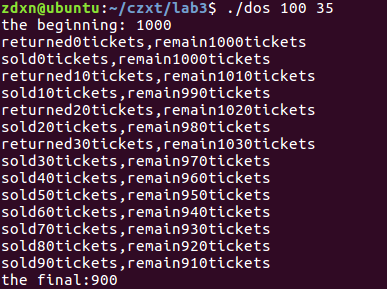 zdxn@ubuntu:~/czxt/lab3$ ./dos 100 35
the beginning: 1000
returned0tickets,remain1000tickets
sold0tickets,remain1000tickets
returned10tickets,remain1010tickets
sold10tickets,remain990tickets
returned20tickets,remain1020tickets
sold20tickets,remain980tickets
returned30tickets,remain1030tickets
sold30tickets,remain970tickets
sold40tickets,remain960tickets
sold50tickets,remain950tickets
sold60tickets,remain940tickets
sold70tickets,remain930tickets
sold80tickets,remain920tickets
sold90tickets,remain910tickets
the final:900